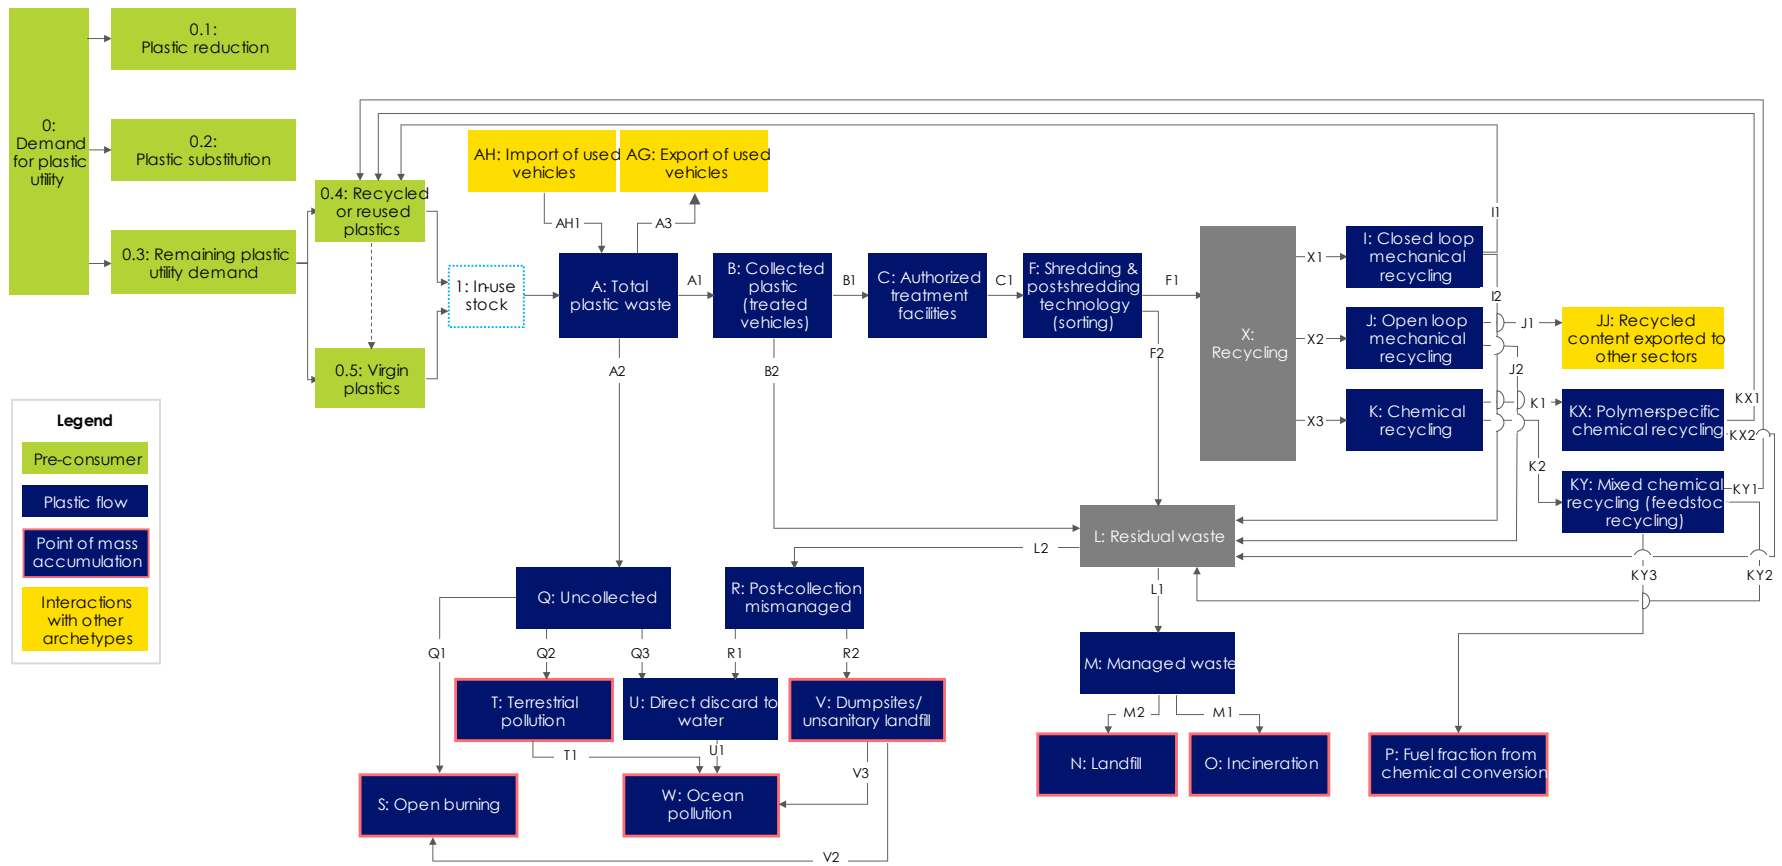 0:
Demand
for plastic
utility
0.1:
Plastic reduction
0.2:
Plastic substitution
0.3: Remaining plastic
utility demand
0.4: Recycled
or reused
plastics
0.5: Virgin
plastics
1: In-use
stock
AH: Import of used
vehicles
AG: Export of used
vehicles
AH1
A3
A: Total
plastic waste
A1
A2
B: Collected
plastic
(treated
vehicles)
B1
B2
C: Authorized
treatment
facilities
C1
F: Shredding &
post-shredding
technology
(sorting)
F1
F2
X:
Recycling
X1
X2
X3
I: Closed loop
mechanical
recycling
I1
I2
J: Open loop
mechanical
recycling
J1
J2
JJ: Recycled
content exported to
other sectors
K: Chemical
recycling
K1
K2
KX: Polymer-specific
chemical recycling
KX1
KX2
KY: Mixed chemical
recycling (feedstoc
recycling)
KY1
KY2
KY3
L: Residual waste
L2
L1
Q: Uncollected
Q1
Q2
Q3
R: Post-collection
mismanaged
R1
R2
M: Managed waste
M2
M1
T: Terrestrial
pollution
T1
U: Direct discard to
water
U1
V: Dumpsites/
unsanitary landfill
V3
V2
N: Landfill
O: Incineration
P: Fuel fraction from
chemical conversion
S: Open burning
W: Ocean
pollution
Legend
Pre-consumer
Plastic flow
Point of mass
accumulation
Interactions
with other
archetypes